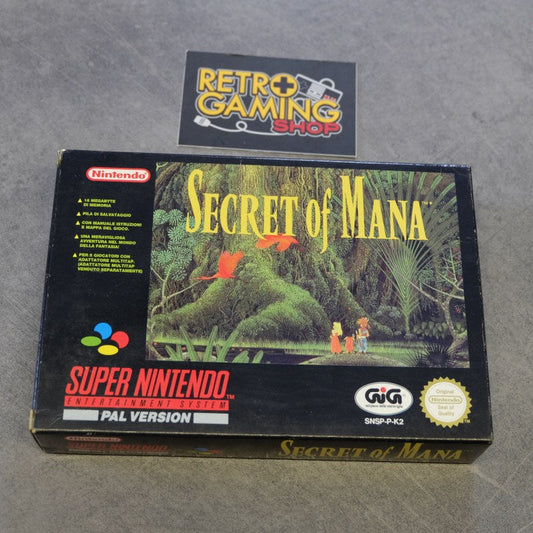 RETRO
GAMING
SHOP
Nintendo
SECRET OF MANA
16 MEGABYTE
DI MEMORIA
PILA DI SALVATAGGIO
CON MANUALE ISTRUZIONI
E MAPPA DEL GIOCO.
UNA MERAVIGLIOSA
AVVENTURA NEL MONDO
DELLA FANTASIA!
PER 3 GIOCATORI CON
ADATTATORE MULTITAP.
(ADATTATORE MULTITAP
VENDUTO SEPARATAMENTE)
SUPER NINTENDO
ENTERTAINMENT SYSTEM
PAL VERSION
GiG
SNSP-P-K2
Original
Nintendo
Seal of
Quality
TM
Nintendo
SECRET OF MANA